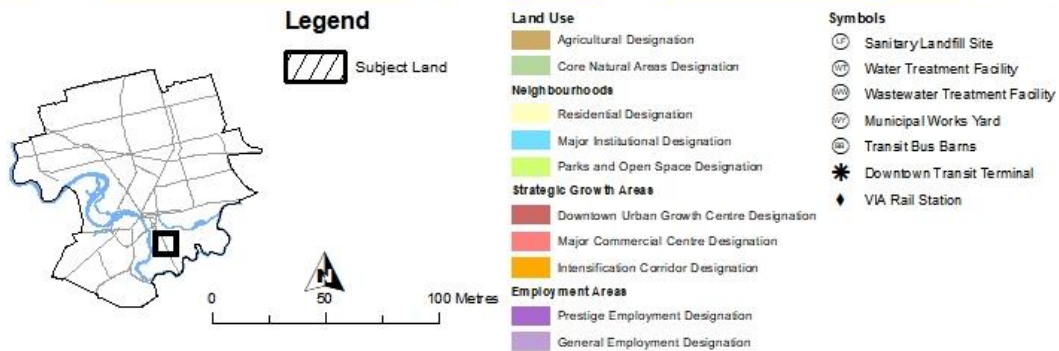 Legend
Subject Land
N
0 50 100 Metres
Land Use
Agricultural Designation
Core Natural Areas Designation
Neighbourhoods
Residential Designation
Major Institutional Designation
Parks and Open Space Designation
Strategic Growth Areas
Downtown Urban Growth Centre Designation
Major Commercial Centre Designation
Intensification Corridor Designation
Employment Areas
Prestige Employment Designation
General Employment Designation
Symbols
LF Sanitary Landfill Site
WT Water Treatment Facility
WW Wastewater Treatment Facility
WY Municipal Works Yard
BB Transit Bus Barns
Downtown Transit Terminal
VIA Rail Station